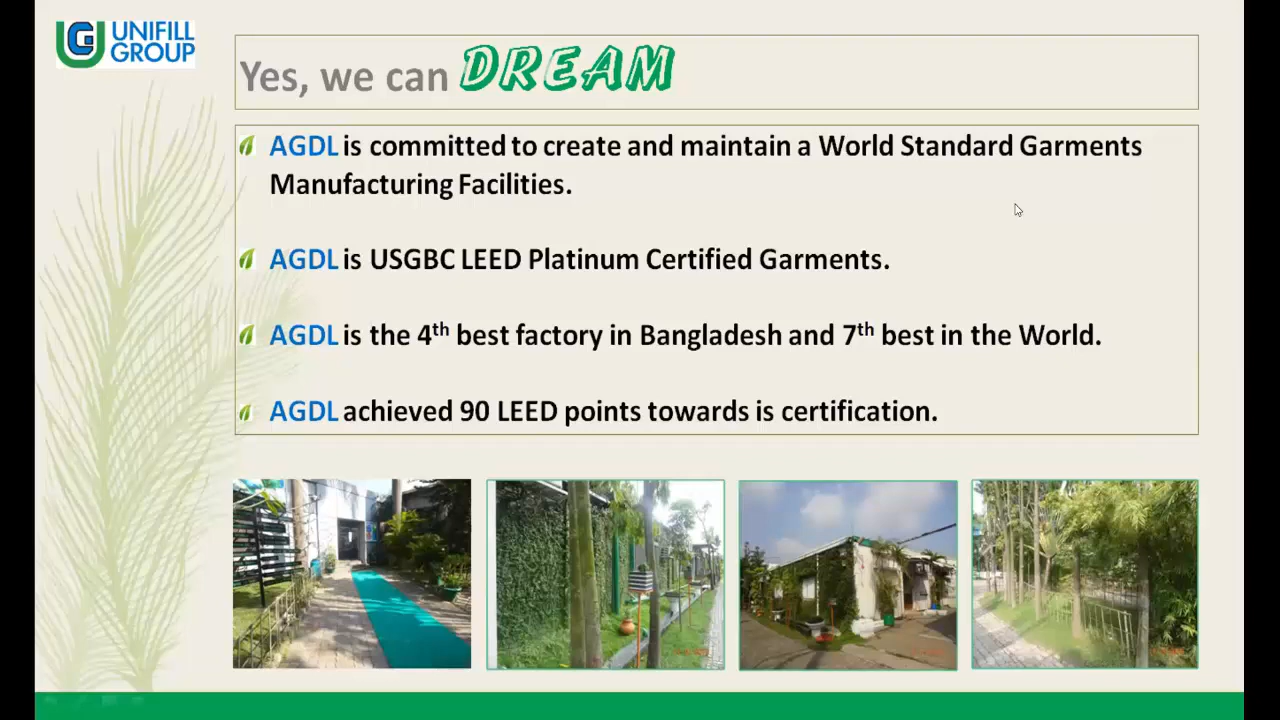 UNIFILL
GROUP
Yes, we can DREAM
AGDL is committed to create and maintain a World Standard Garments
Manufacturing Facilities.
AGDL is USGBC LEED Platinum Certified Garments.
AGDL is the 4th best factory in Bangladesh and 7th best in the World.
AGDL achieved 90 LEED points towards is certification.